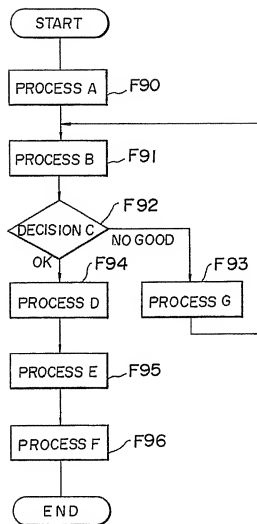 START
PROCESS A
F90
PROCESS B
F91
F92
DECISION C
NO GOOD
OK
F94
F93
PROCESS D
PROCESS G
PROCESS E
F95
PROCESS F
F96
END